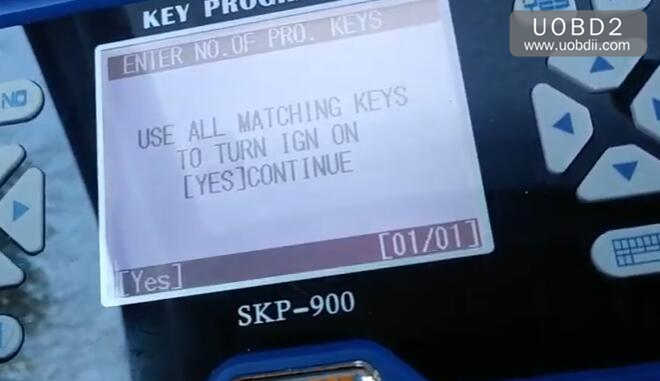 KEY PROGR
UOBD2
www.uobdii.com
ENTER NO.OF PRO. KEYS
NO
USE ALL MATCHING KEYS
TO TURN IGN ON
[YES]CONTINUE
[01/01]
[Yes]
SKP-900